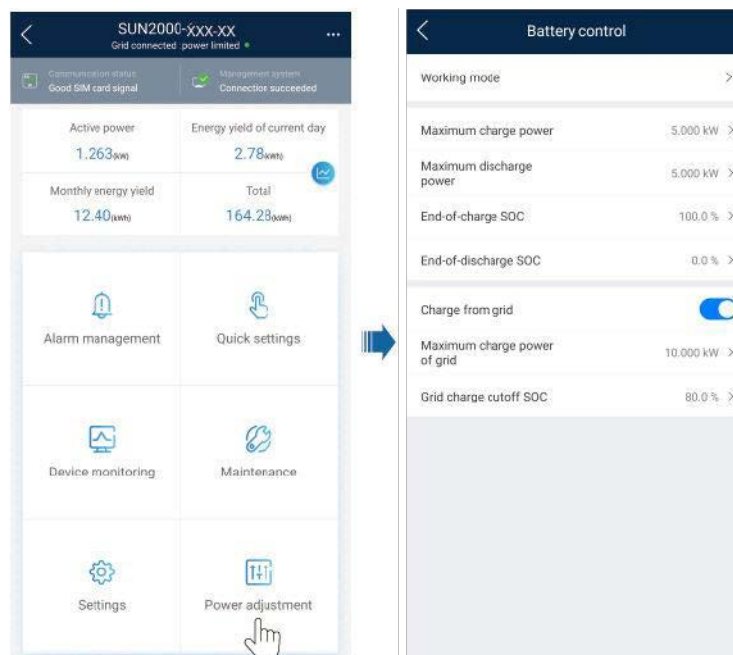 SUN2000-XXX-XX
Grid connected power limited
Communication status
Good SIM card signal
Management system
Connection succeeded
Active power
1.263(kW)
Energy yield of current day
2.78(kWh)
Monthly energy yield
12.40(kWh)
Total
164.28(kWh)
Alarm management
Quick settings
Device monitoring
Maintenance
Settings
Power adjustment
Battery control
Working mode
Maximum charge power
5.000 kW
Maximum discharge
power
5.000 kW
End-of-charge SOC
100.0 %
End-of-discharge SOC
0.0 %
Charge from grid
Maximum charge power
of grid
10.000 kW
Grid charge cutoff SOC
80.0 %